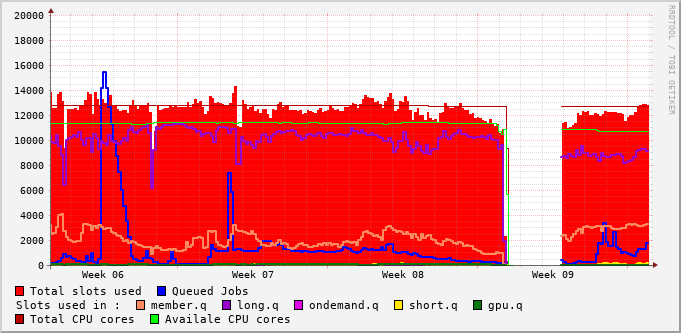 RRDTOOL / TOBI OETIKER
20000
18000
16000
14000
12000
10000
8000
6000
4000
2000
0
Week 06 Week 07 Week 08 Week 09
Total slots used Queued Jobs
Slots used in : member.q long.q ondemand.q short.q gpu.q
Total CPU cores Availale CPU cores